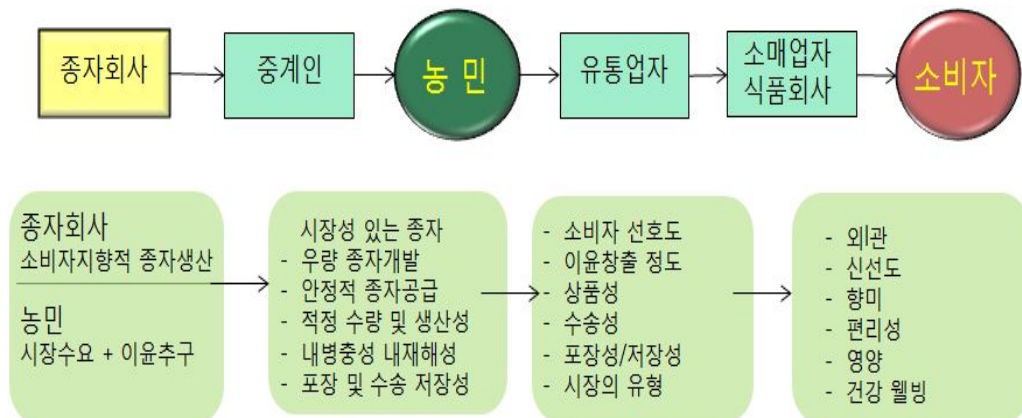 종자회사
중계인
농 민
유통업자
소매업자
식품회사
소비자
종자회사
소비자지향적 종자생산
농민
시장수요 + 이윤추구
시장성 있는 종자
- 우량 종자개발
- 안정적 종자공급
- 적정 수량 및 생산성
- 내병충성 내재해성
- 포장 및 수송 저장성
- 소비자 선호도
- 이윤창출 정도
- 상품성
- 수송성
- 포장성/저장성
- 시장의 유형
- 외관
- 신선도
- 향미
- 편리성
- 영양
- 건강 웰빙